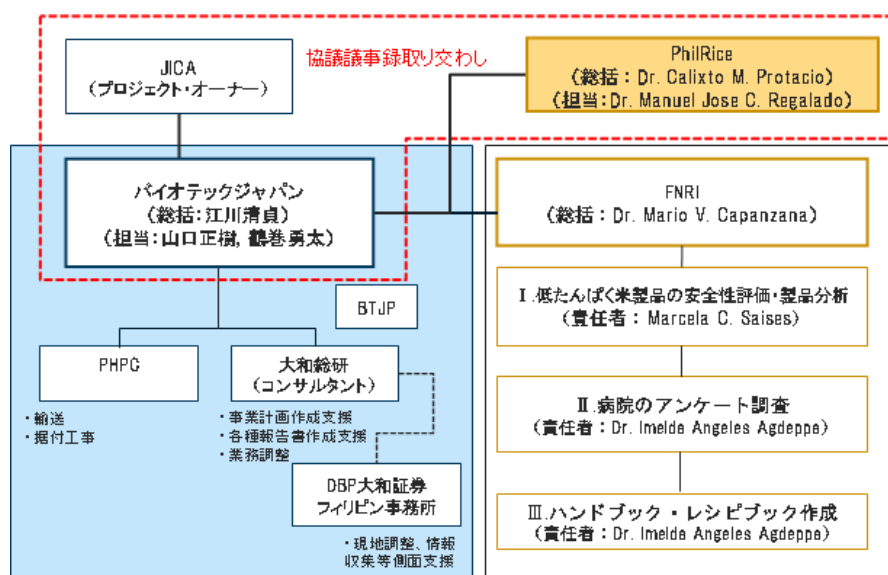 JICA
(プロジェクト・オーナー)
協議議事録取り交わし
PhilRice
(総括：Dr. Calixto M. Protacio)
(担当：Dr. Manuel Jose C. Regalado)
バイオテックジャパン
(総括：江川清貞)
(担当：山口正樹, 鶴巻勇太)
FNRI
(総括：Dr. Mario V. Capanzana)
Ⅰ.低たんぱく米製品の安全性評価・製品分析
(責任者：Marcela C. Saises)
BTJP
PHPC
大和総研
(コンサルタント)
・輸送
・据付工事
・事業計画作成支援
・各種報告書作成支援
・業務調整
Ⅱ.病院のアンケート調査
(責任者：Dr. Imelda Angeles Agdeppa)
DBP大和証券
フィリピン事務所
Ⅲ.ハンドブック・レシピブック作成
(責任者：Dr. Imelda Angeles Agdeppa)
・現地調整、情報
収集等側面支援